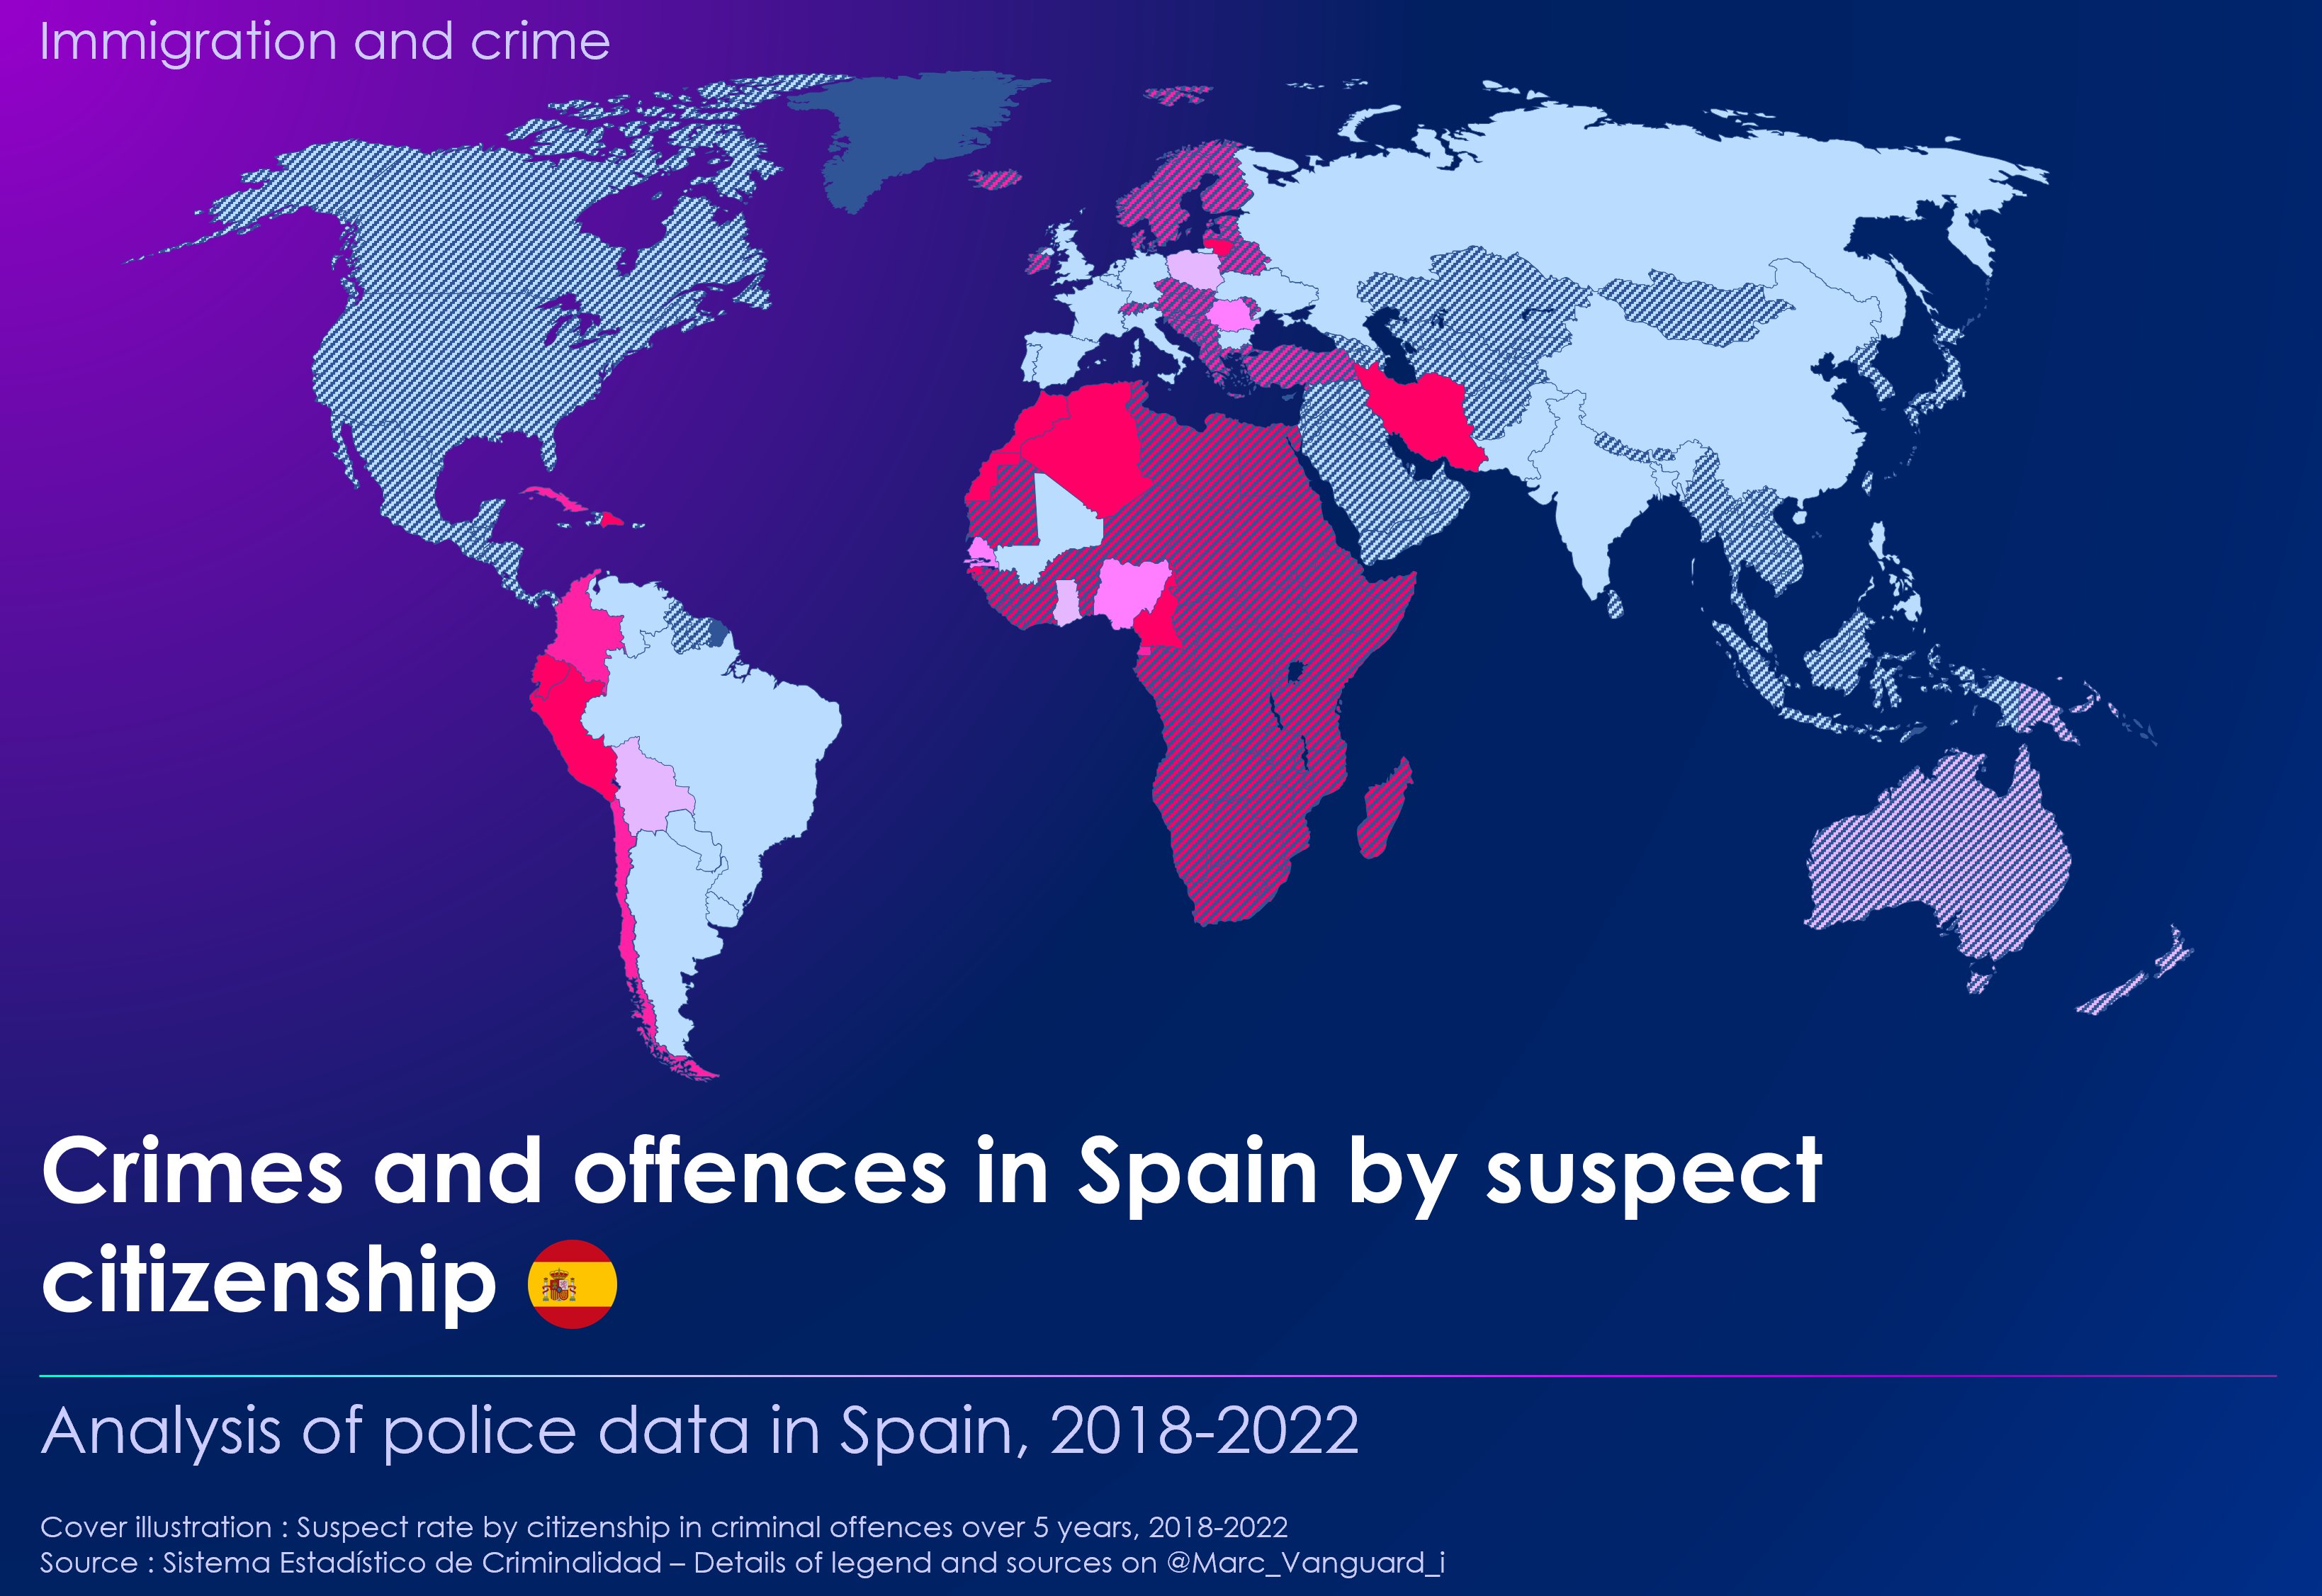 Immigration and crime
Crimes and offences in Spain by suspect
citizenship
Analysis of police data in Spain, 2018-2022
Cover illustration : Suspect rate by citizenship in criminal offences over 5 years, 2018-2022
Source : Sistema Estadístico de Criminalidad – Details of legend and sources on @Marc_Vanguard_i